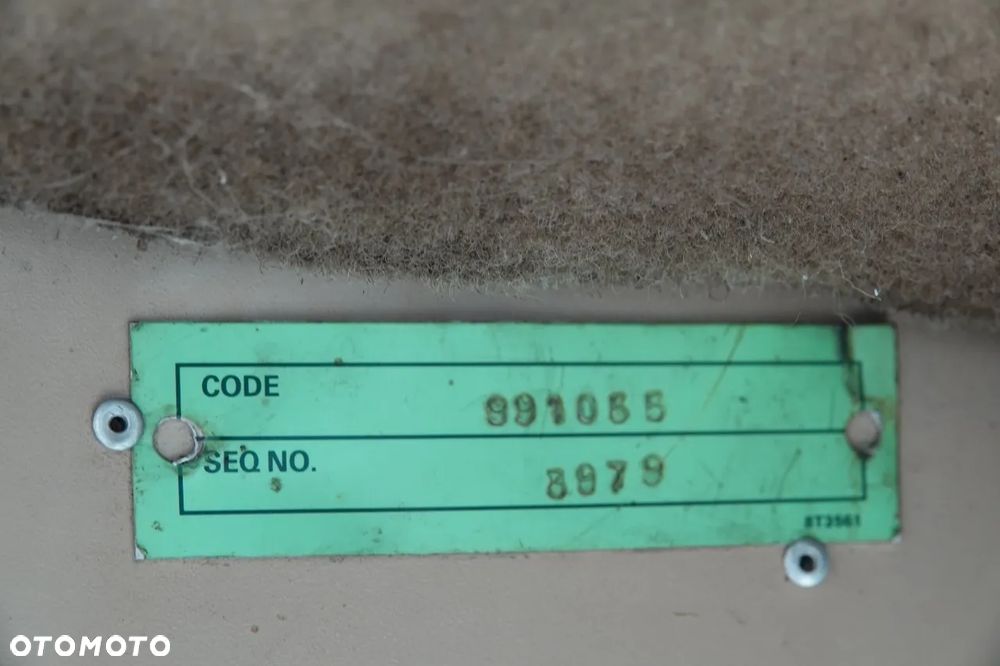 CODE 991065
SEQ NO. 8979
8T3561
OTOMOTO